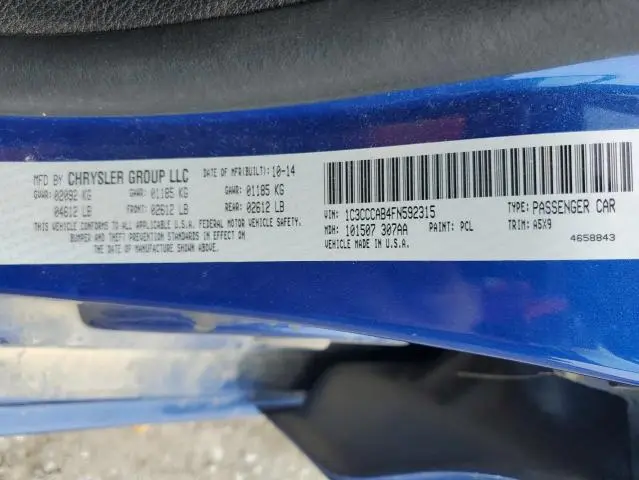 MFD BY CHRYSLER GROUP LLC DATE OF MFR(BUILT): 10-14
GVWR: 02092 KG GAWR: 01185 KG GAWR: 01185 KG
04612 LB FRONT: 02612 LB REAR: 02612 LB
THIS VEHICLE CONFORMS TO ALL APPLICABLE U.S.A. FEDERAL MOTOR VEHICLE SAFETY,
BUMPER AND THEFT PREVENTION STANDARDS IN EFFECT ON
THE DATE OF MANUFACTURE SHOWN ABOVE.
VIN: 1C3CCCAB4FN592315 TYPE: PASSENGER CAR
MDH: 101507 307AA PAINT: PCL TRIM: A5X9
VEHICLE MADE IN U.S.A. 4658843